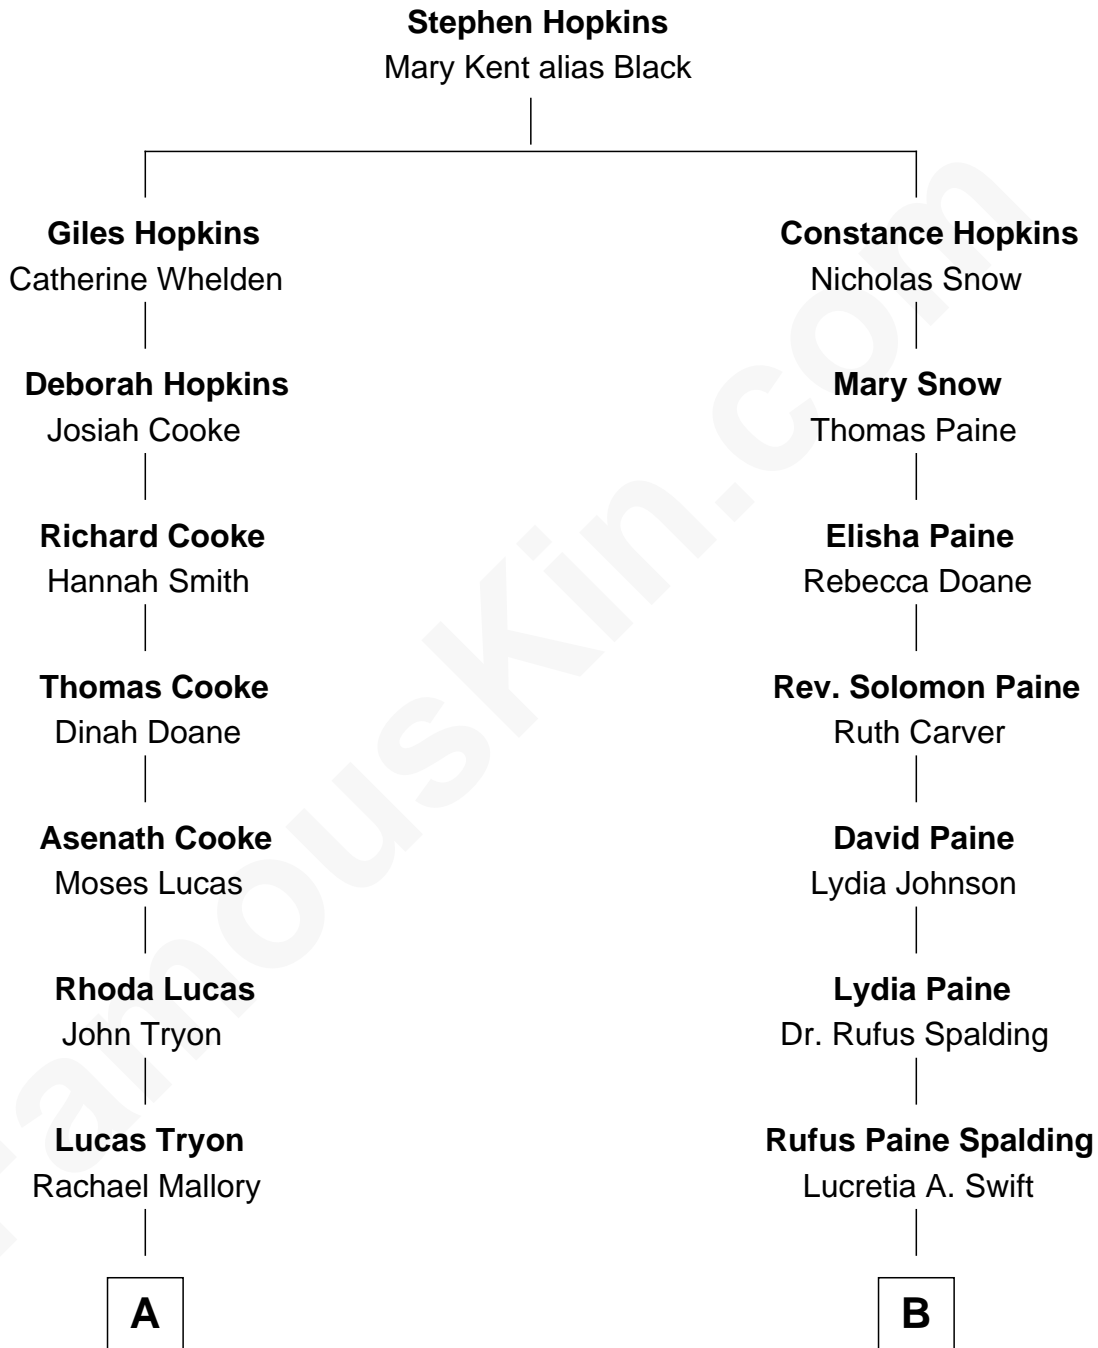 Stephen Hopkins
Mary Kent alias Black
Giles Hopkins
Catherine Whelden
Constance Hopkins
Nicholas Snow
Deborah Hopkins
Josiah Cooke
Mary Snow
Thomas Paine
Richard Cooke
Hannah Smith
Elisha Paine
Rebecca Doane
Thomas Cooke
Dinah Doane
Rev. Solomon Paine
Ruth Carver
Asenath Cooke
Moses Lucas
David Paine
Lydia Johnson
Rhoda Lucas
John Tryon
Lydia Paine
Dr. Rufus Spalding
Lucas Tryon
Rachael Mallory
Rufus Paine Spalding
Lucretia A. Swift
A
B
FamousKin.com